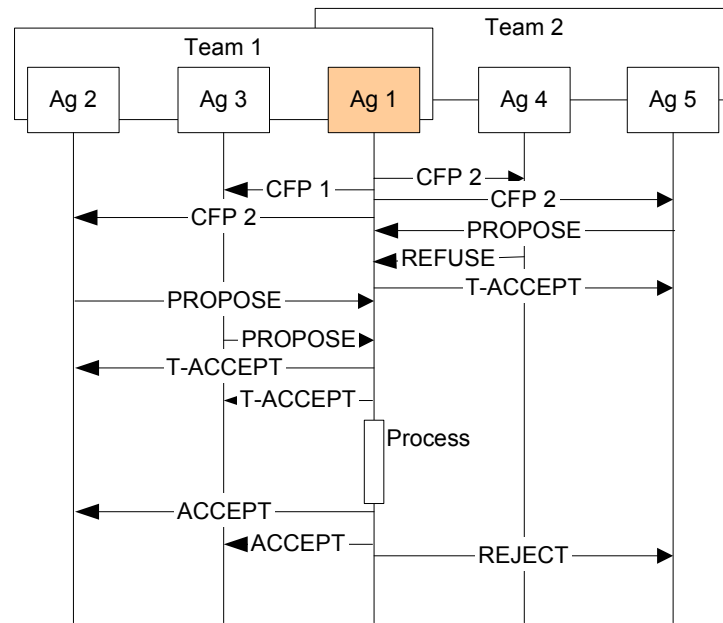 Team 2
Team 1
Ag 2
Ag 3
Ag 1
Ag 4
Ag 5
CFP 2
CFP 1
CFP 2
CFP 2
PROPOSE
REFUSE
T-ACCEPT
PROPOSE
PROPOSE
T-ACCEPT
T-ACCEPT
Process
ACCEPT
ACCEPT
REJECT